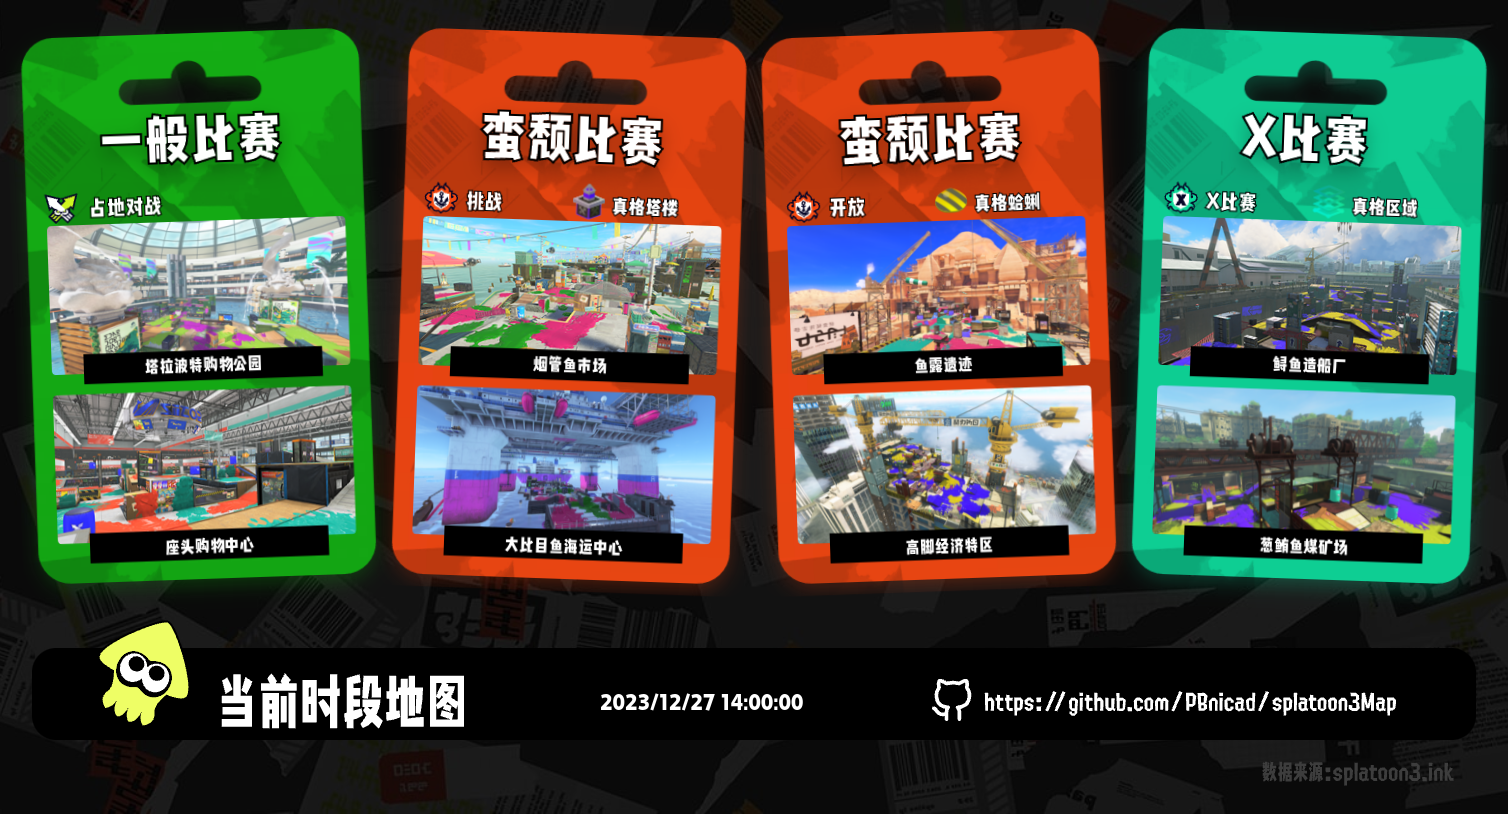 一般比赛
占地对战
塔拉波特购物公园
座头购物中心
蛮颓比赛
挑战
真格塔楼
烟管鱼市场
大比目鱼海运中心
蛮颓比赛
开放
真格蛤蜊
鱼露遗迹
高脚经济特区
X比赛
X比赛
真格区域
鲟鱼造船厂
葱鲔鱼煤矿场
当前时段地图
2023/12/27 14:00:00
https://github.com/PBnicad/splatoon3Map
数据来源:splatoon3.ink